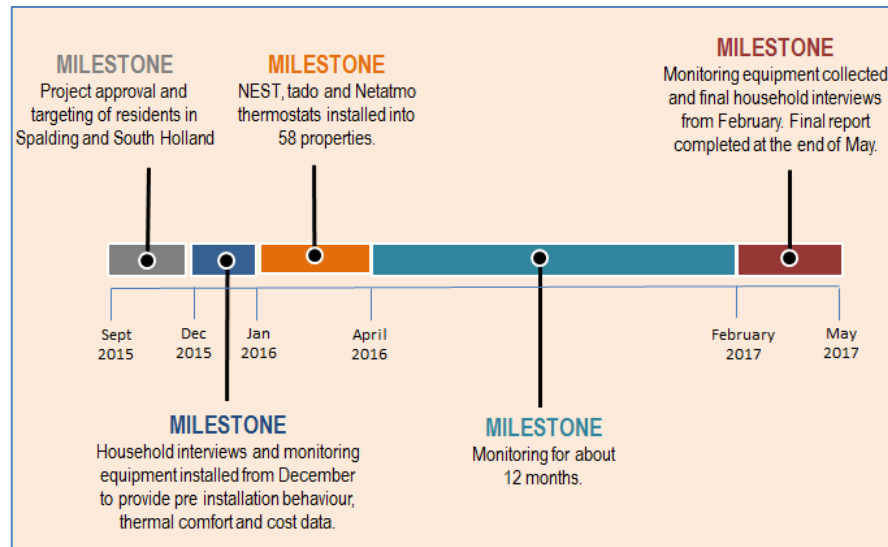 MILESTONE
Project approval and
targeting of residents in
Spalding and South Holland
MILESTONE
NEST, tado and Netatmo
thermostats installed into
58 properties.
MILESTONE
Monitoring equipment collected
and final household interviews
from February. Final report
completed at the end of May.
Sept
2015
Dec
2015
Jan
2016
April
2016
February
2017
May
2017
MILESTONE
Household interviews and monitoring
equipment installed from December
to provide pre installation behaviour,
thermal comfort and cost data.
MILESTONE
Monitoring for about
12 months.